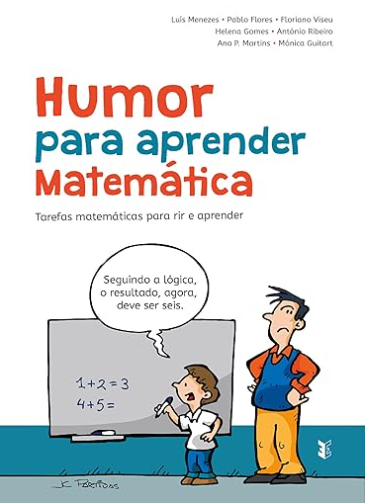 Luís Menezes • Pablo Flores • Floriano Viseu
Helena Gomes • António Ribeiro
Ana P. Martins • Mónica Guitart
Humor
para aprender
Matemática
Tarefas matemáticas para rir e aprender
Seguindo a lógica,
o resultado, agora,
deve ser seis.
1+2=3
4+5=